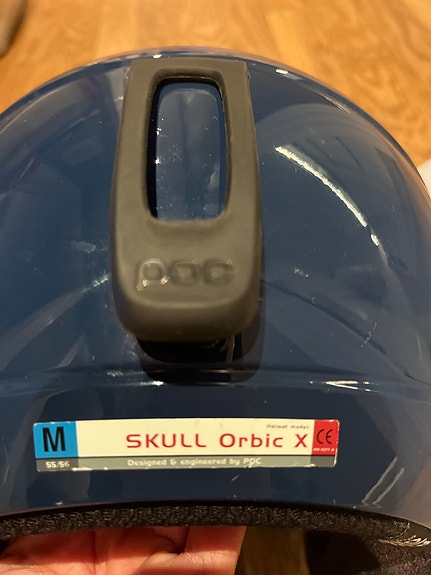 poc
Helmet model:
M SKULL Orbic X CE
55/56 Designed & engineered by POC